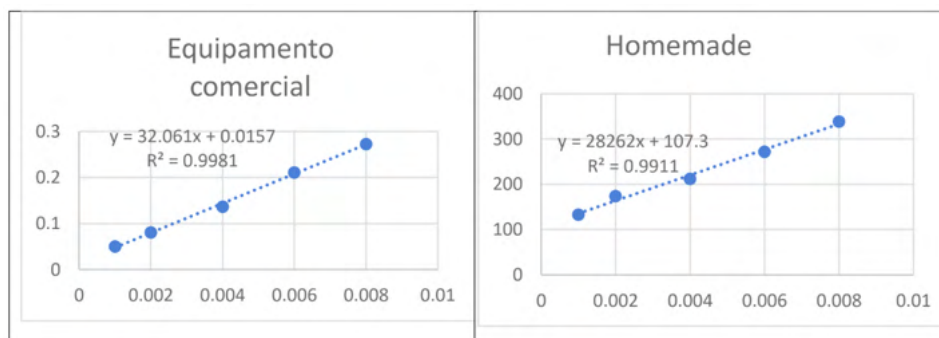 Equipamento
comercial
y = 32.061x + 0.0157
R² = 0.9981
0.3
0.2
0.1
0
0 0.002 0.004 0.006 0.008 0.01
Homemade
y = 28262x + 107.3
R² = 0.9911
400
300
200
100
0
0 0.002 0.004 0.006 0.008 0.01